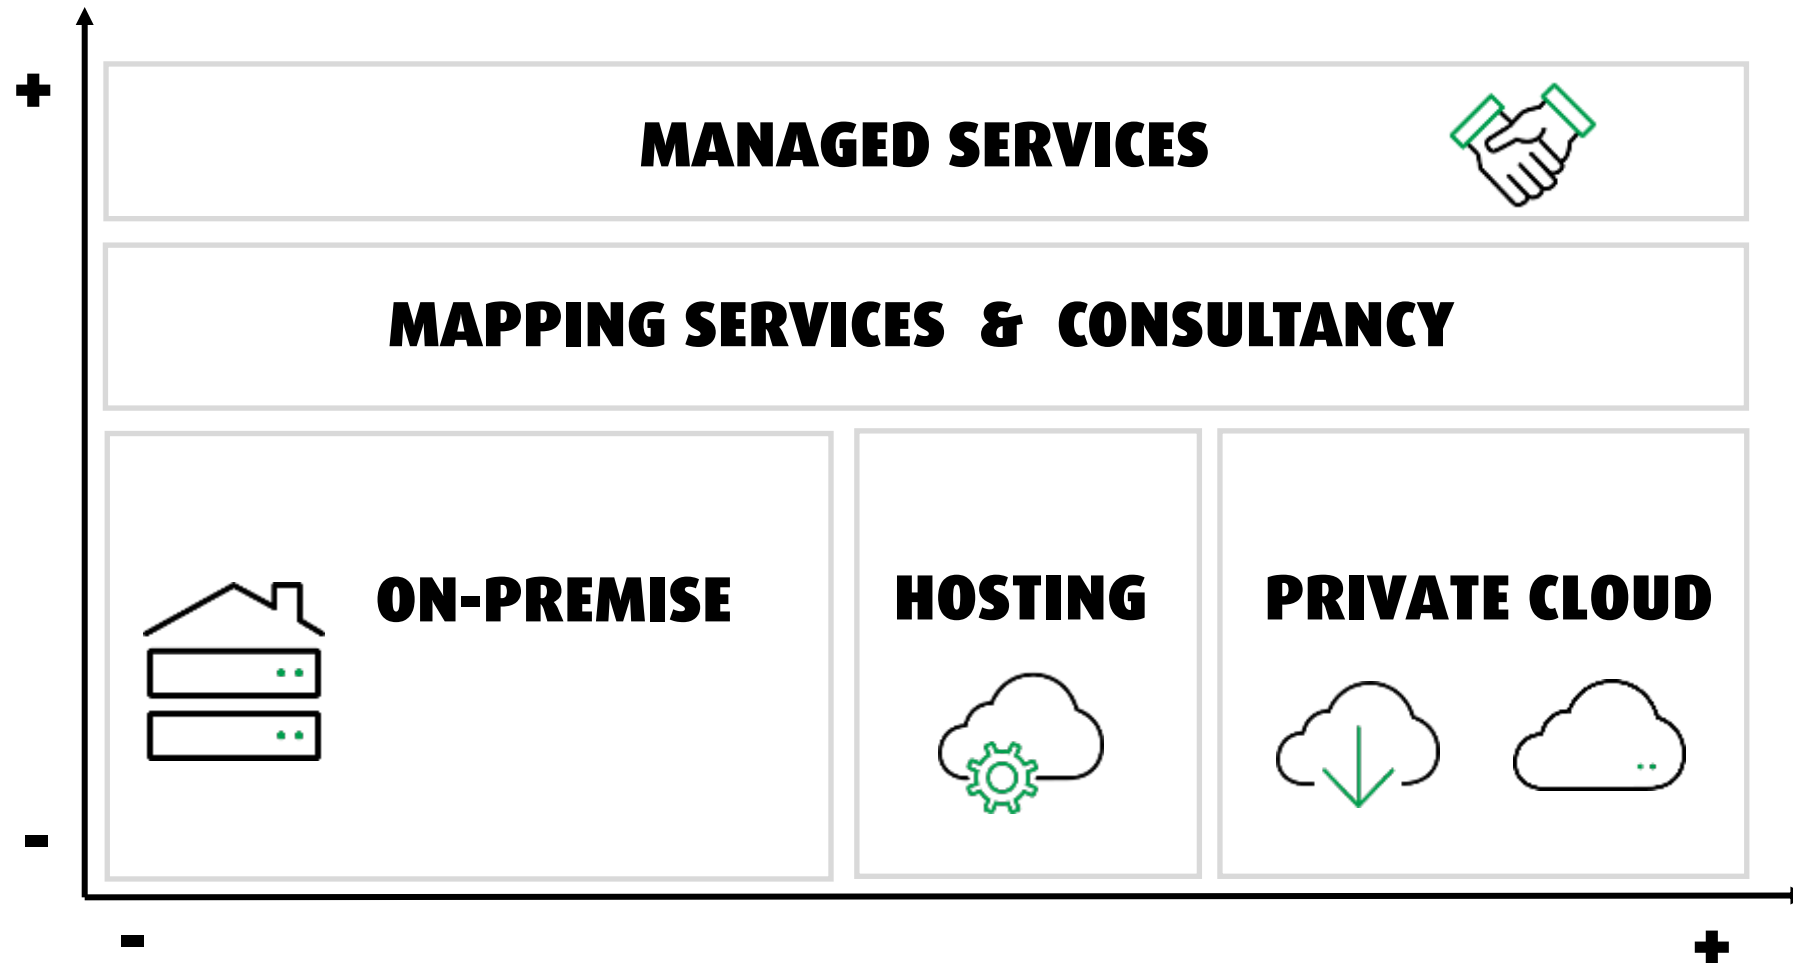 +
MANAGED SERVICES
MAPPING SERVICES & CONSULTANCY
ON-PREMISE
HOSTING
PRIVATE CLOUD
-
-
+